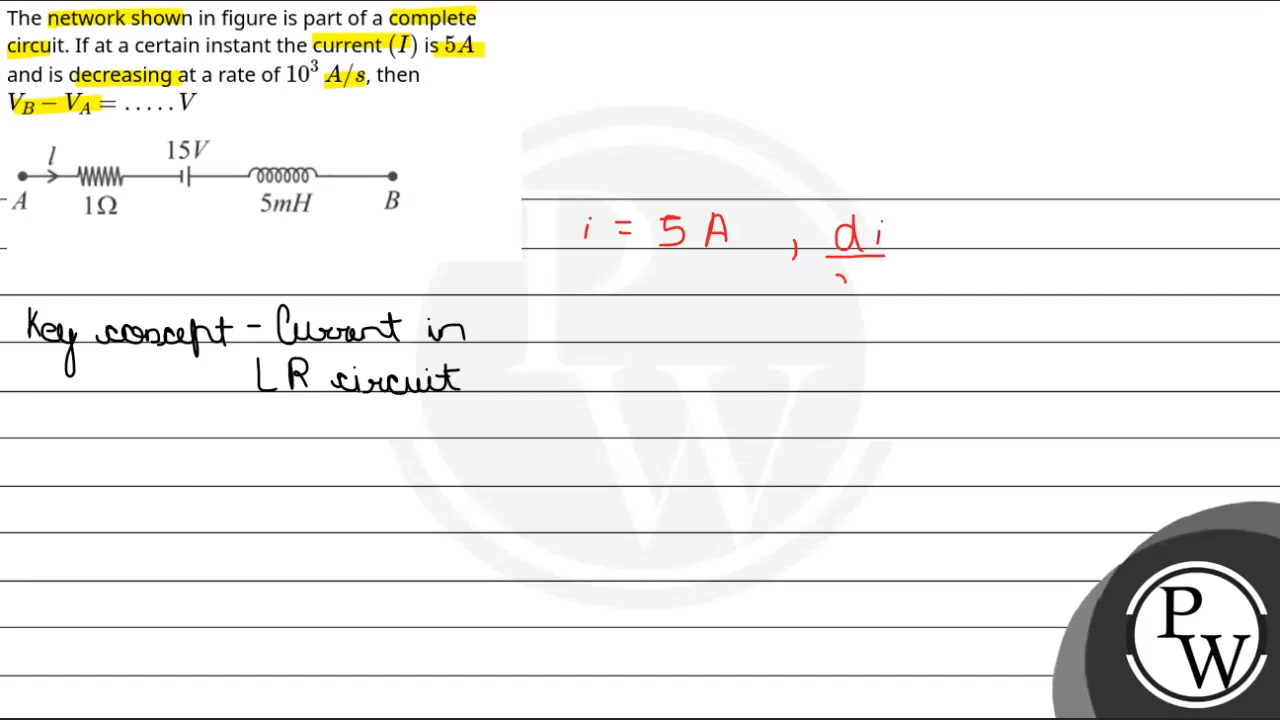 The network shown in figure is part of a complete
circuit. If at a certain instant the current (I) is 5A
and is decreasing at a rate of 10³ A/s, then
V_B − V_A = ..... V
l 15V
A 1Ω 5mH B
i = 5 A , di
Key concept - Current in
LR circuit
P
W